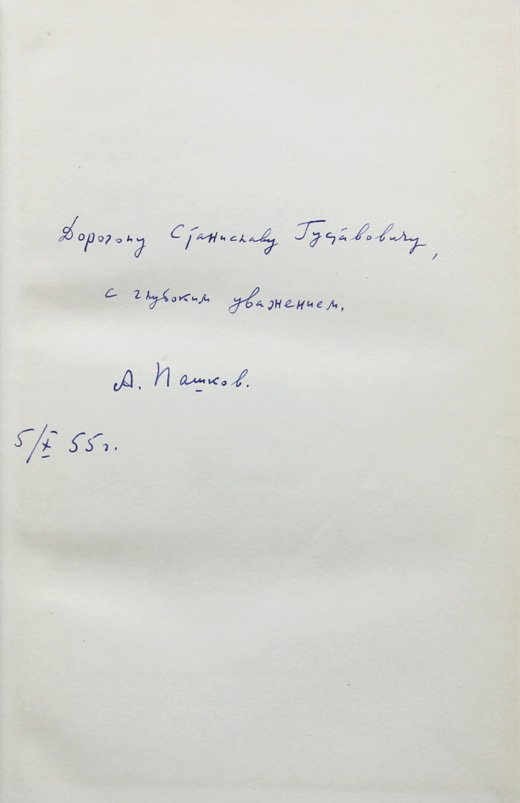 Дорогому Станиславу Густавовичу,
с глубоким уважением.
А. Пашков.
5/X 55г.